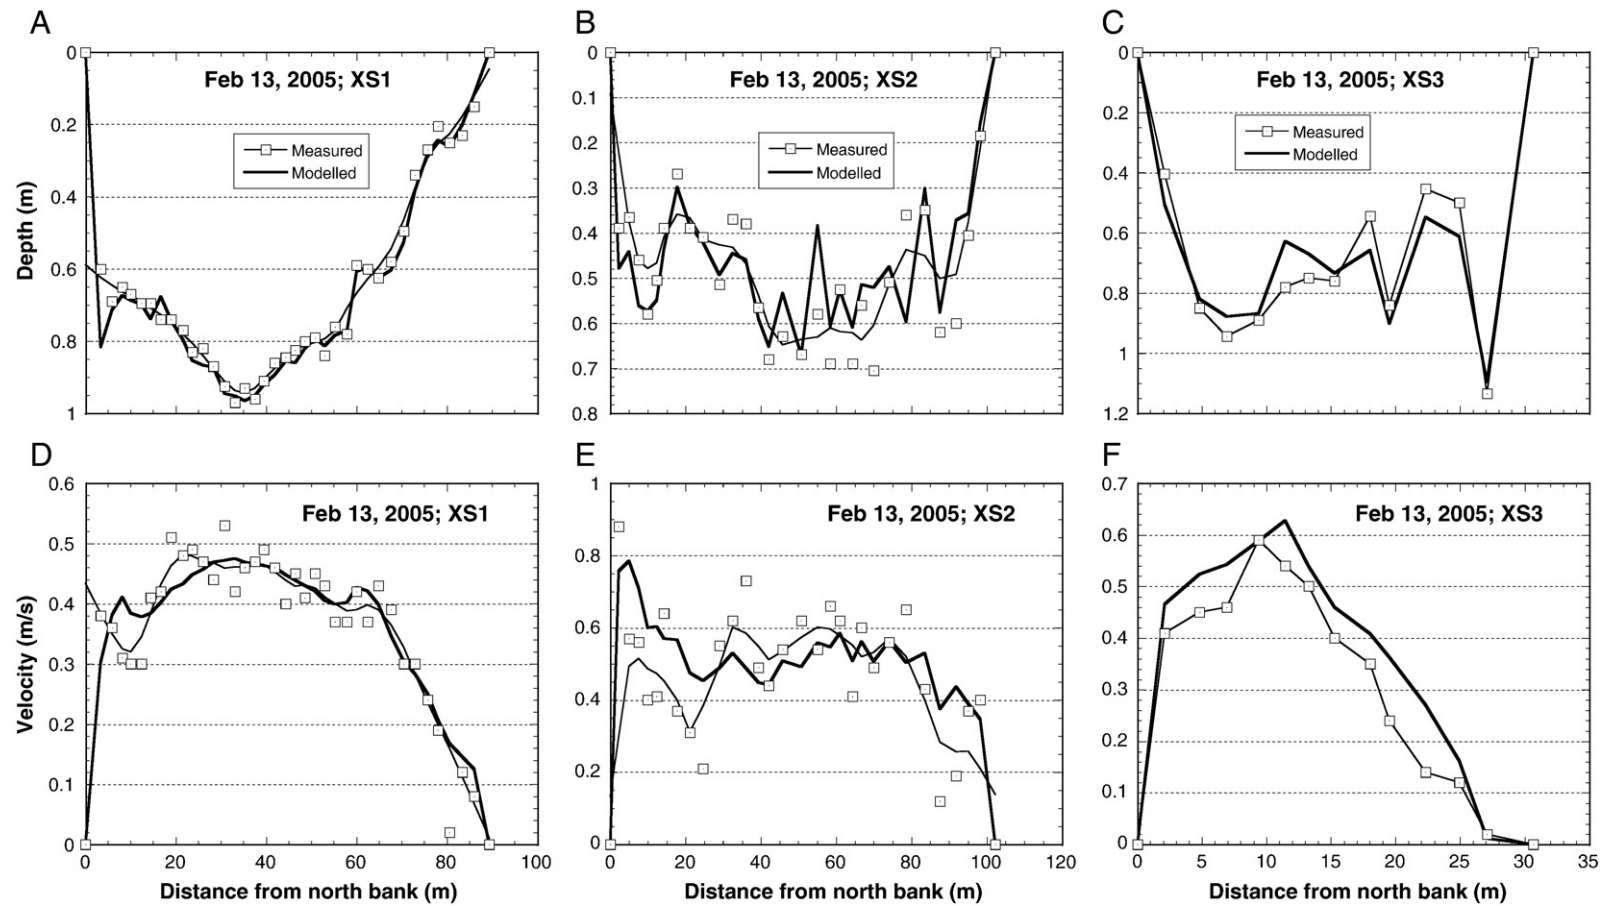 A
B
C
Feb 13, 2005; XS1
Feb 13, 2005; XS2
Feb 13, 2005; XS3
Measured
Modelled
Measured
Modelled
Measured
Modelled
Depth (m)
0
0.2
0.4
0.6
0.8
1
0
0.1
0.2
0.3
0.4
0.5
0.6
0.7
0.8
0
0.2
0.4
0.6
0.8
1
1.2
D
E
F
Feb 13, 2005; XS1
Feb 13, 2005; XS2
Feb 13, 2005; XS3
Velocity (m/s)
0.6
0.5
0.4
0.3
0.2
0.1
0
1
0.8
0.6
0.4
0.2
0
0.7
0.6
0.5
0.4
0.3
0.2
0.1
0
0 20 40 60 80 100
0 20 40 60 80 100 120
0 5 10 15 20 25 30 35
Distance from north bank (m)
Distance from north bank (m)
Distance from north bank (m)